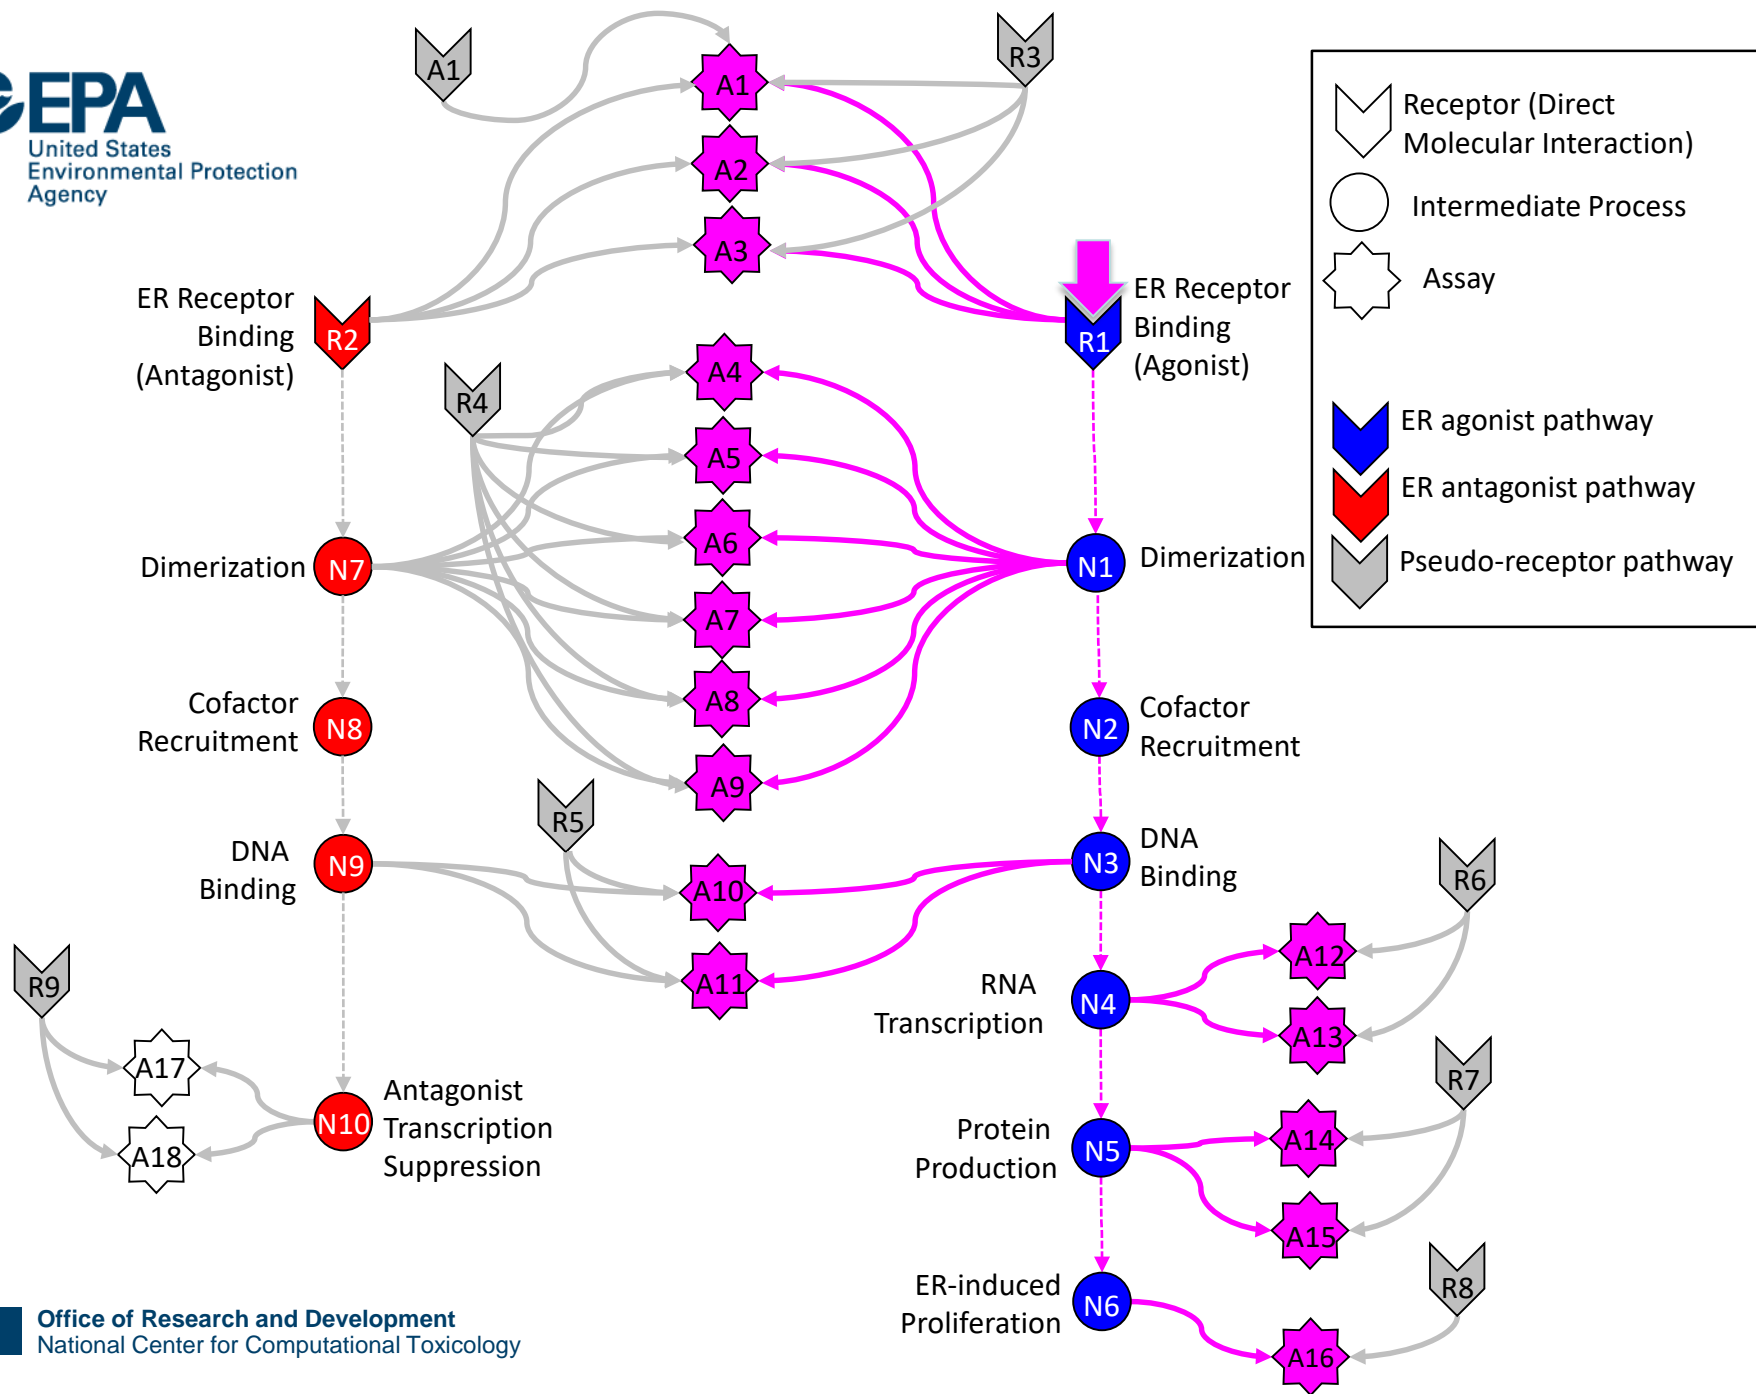 EPA
United States
Environmental Protection
Agency
A1
R3
A1
A2
A3
ER Receptor
Binding
(Antagonist)
R2
ER Receptor
Binding
(Agonist)
R1
R4
A4
A5
A6
A7
A8
A9
Dimerization
N7
N1
Dimerization
Cofactor
Recruitment
N8
N2
Cofactor
Recruitment
R5
DNA
Binding
N9
N3
DNA
Binding
A10
A11
R6
A12
A13
RNA
Transcription
N4
R9
A17
A18
N10
Antagonist
Transcription
Suppression
R7
A14
A15
Protein
Production
N5
R8
A16
ER-induced
Proliferation
N6
Receptor (Direct
Molecular Interaction)
Intermediate Process
Assay
ER agonist pathway
ER antagonist pathway
Pseudo-receptor pathway
Office of Research and Development
National Center for Computational Toxicology